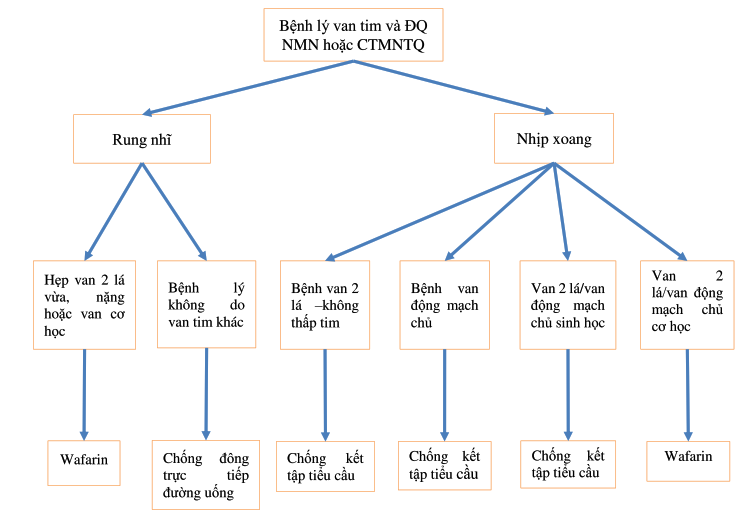 Bệnh lý van tim và ĐQ
NMN hoặc CTMNTQ
Rung nhĩ
Nhịp xoang
Hẹp van 2 lá
vừa, nặng
hoặc van cơ
học
Bệnh lý
không do
van tim khác
Bệnh van 2
lá –không
thấp tim
Bệnh van
động mạch
chủ
Van 2 lá/van
động mạch
chủ sinh học
Van 2
lá/van động
mạch chủ
cơ học
Wafarin
Chống đông
trực tiếp
đường uống
Chống kết
tập tiểu cầu
Chống kết
tập tiểu cầu
Chống kết
tập tiểu cầu
Wafarin